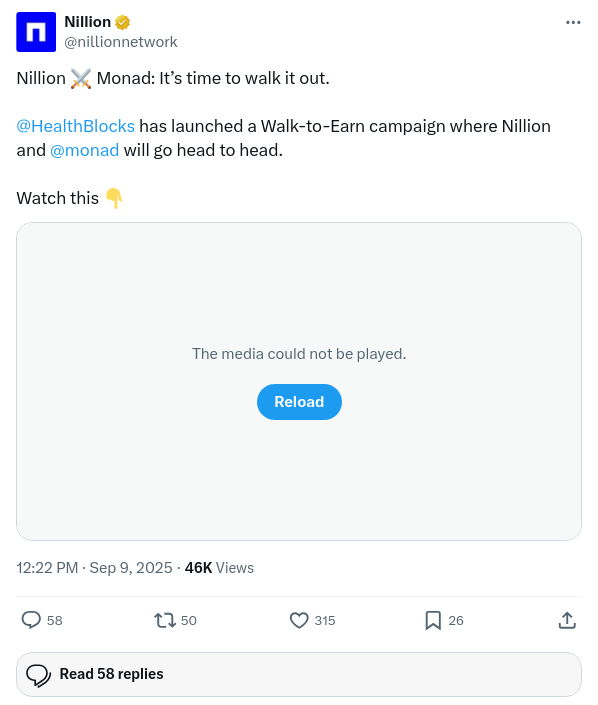 Nillion
@nillionnetwork
Nillion ⚔️ Monad: It’s time to walk it out.
@HealthBlocks has launched a Walk-to-Earn campaign where Nillion
and @monad will go head to head.
Watch this 👇
The media could not be played.
Reload
12:22 PM · Sep 9, 2025 · 46K Views
58 50 315 26
Read 58 replies